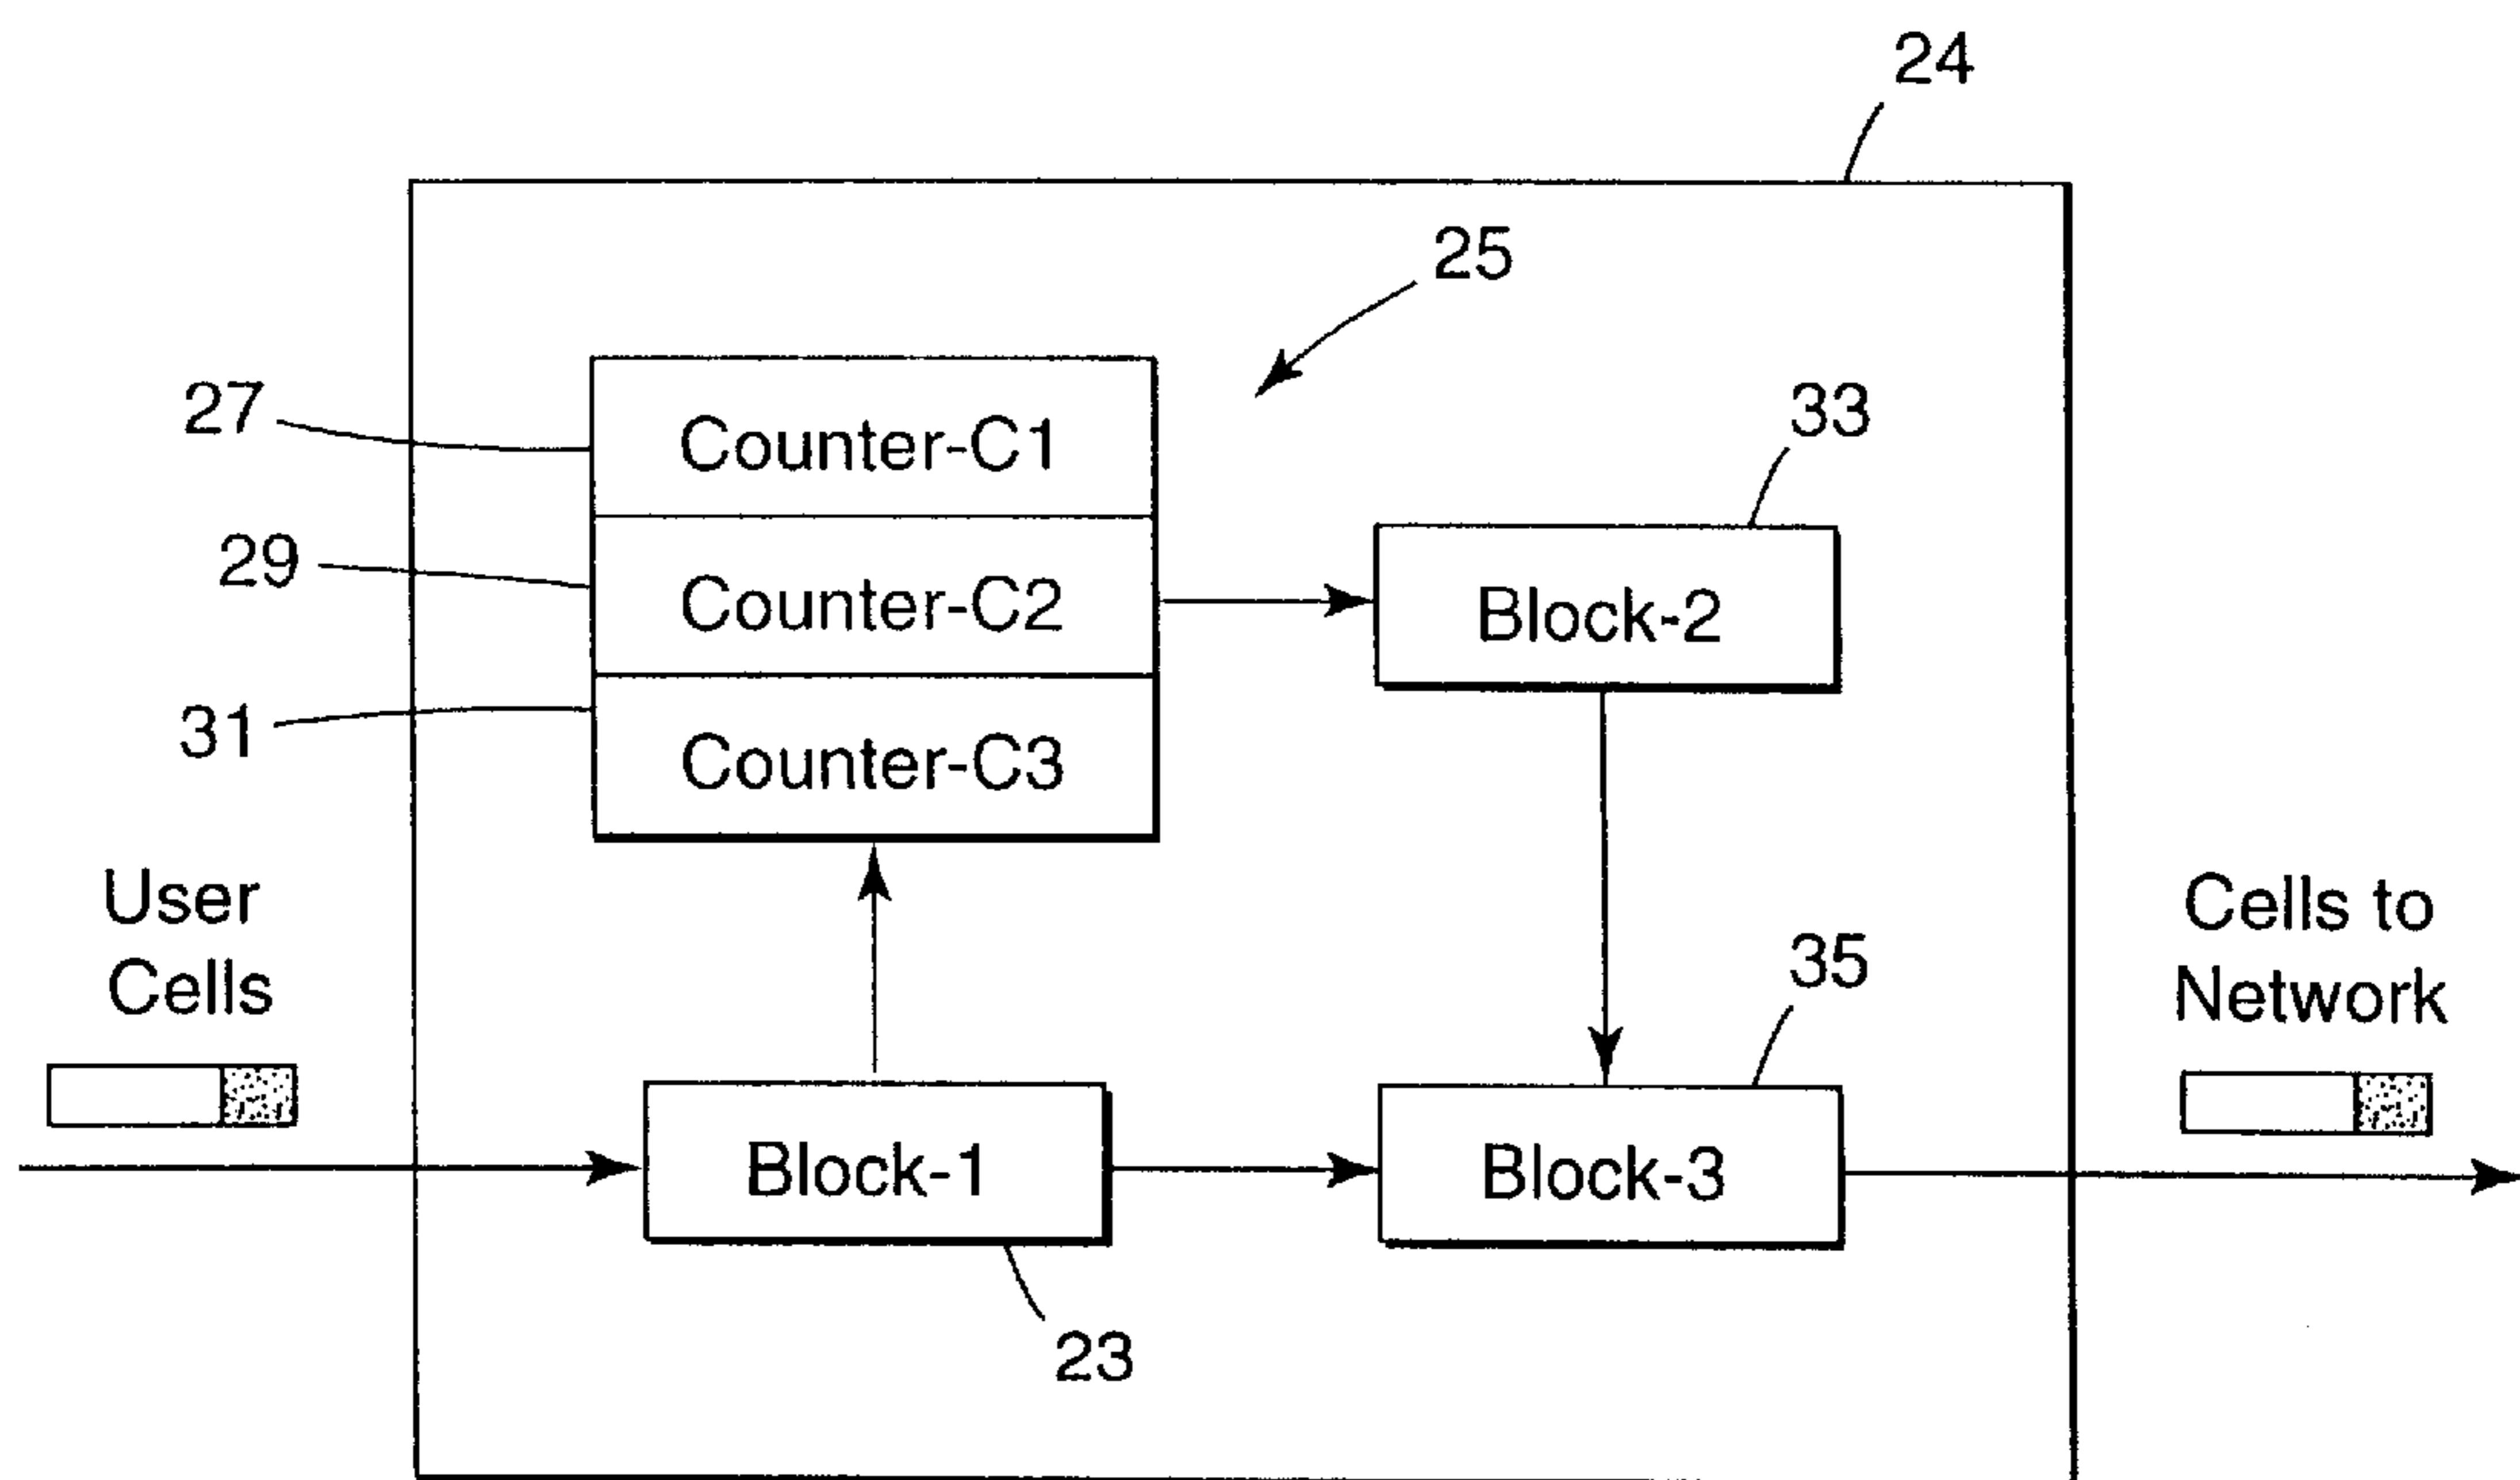 24
25
27
Counter-C1
33
29
Counter-C2
Block-2
31
Counter-C3
User
Cells
Cells to
Network
35
Block-1
Block-3
23